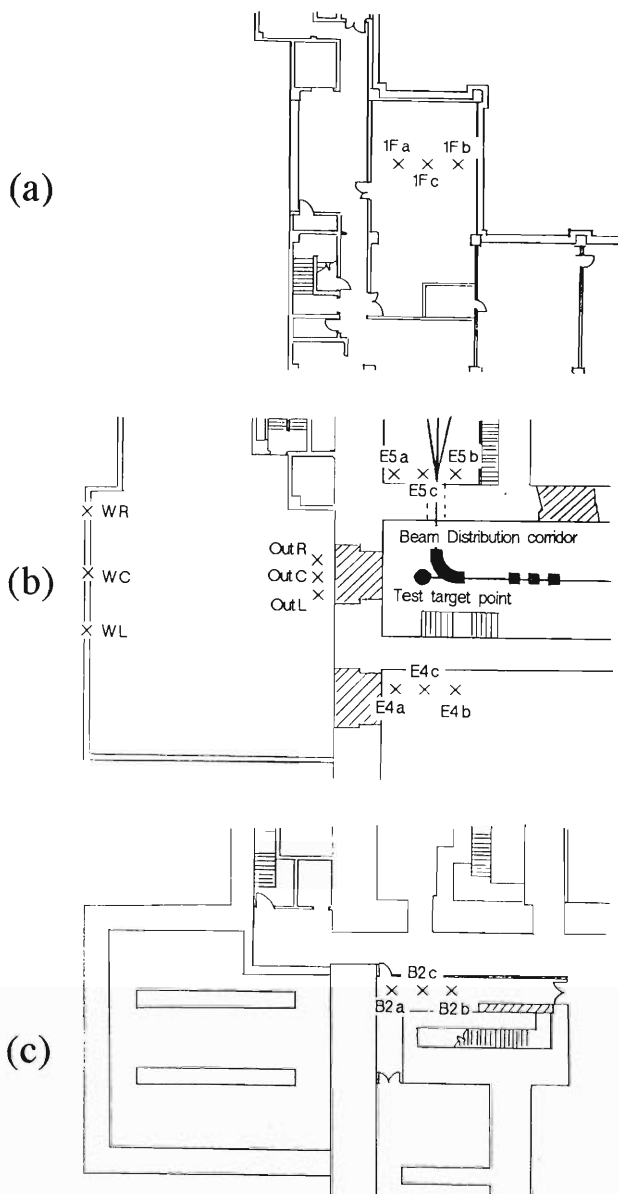 (a)
1F a
1F b
1F c
(b)
E5 a
E5 b
E5 c
WR
Beam Distribution corridor
Out R
WC
Out C
Test target point
Out L
WL
E4 c
E4 a
E4 b
(c)
B2 c
B2 a
B2 b